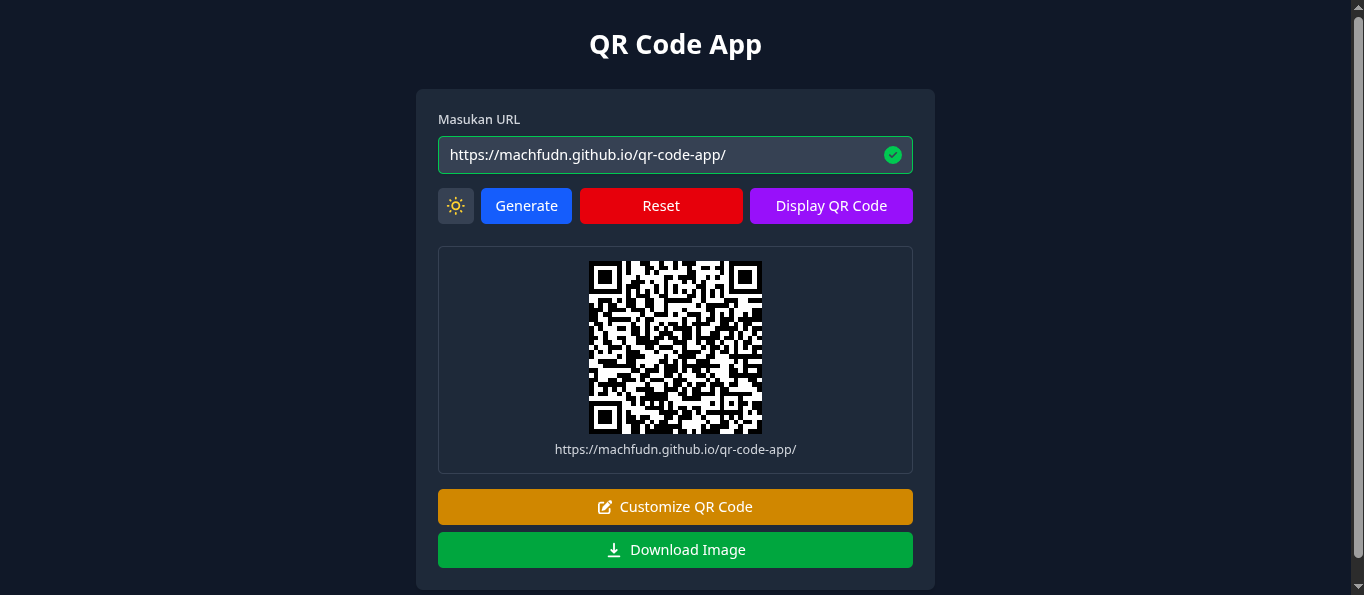 QR Code App
Masukan URL
https://machfudn.github.io/qr-code-app/
Generate Reset Display QR Code
https://machfudn.github.io/qr-code-app/
Customize QR Code
Download Image